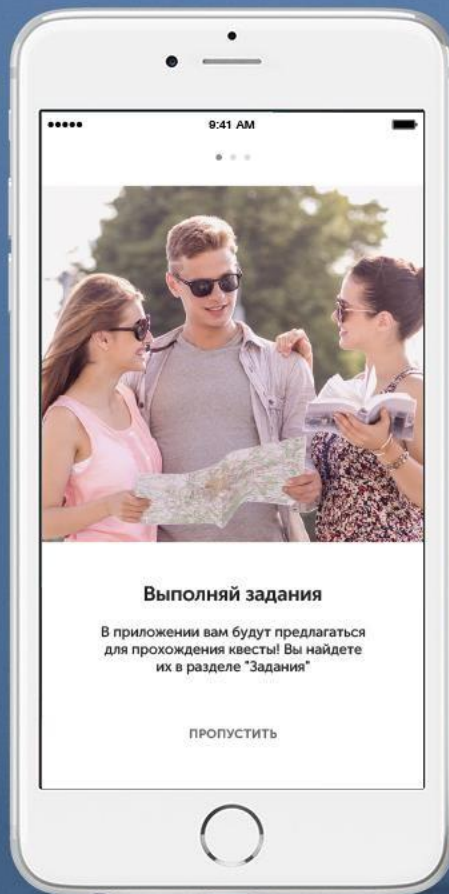 9:41 AM
Выполняй задания
В приложении вам будут предлагаться
для прохождения квесты! Вы найдете
их в разделе "Задания"
ПРОПУСТИТЬ